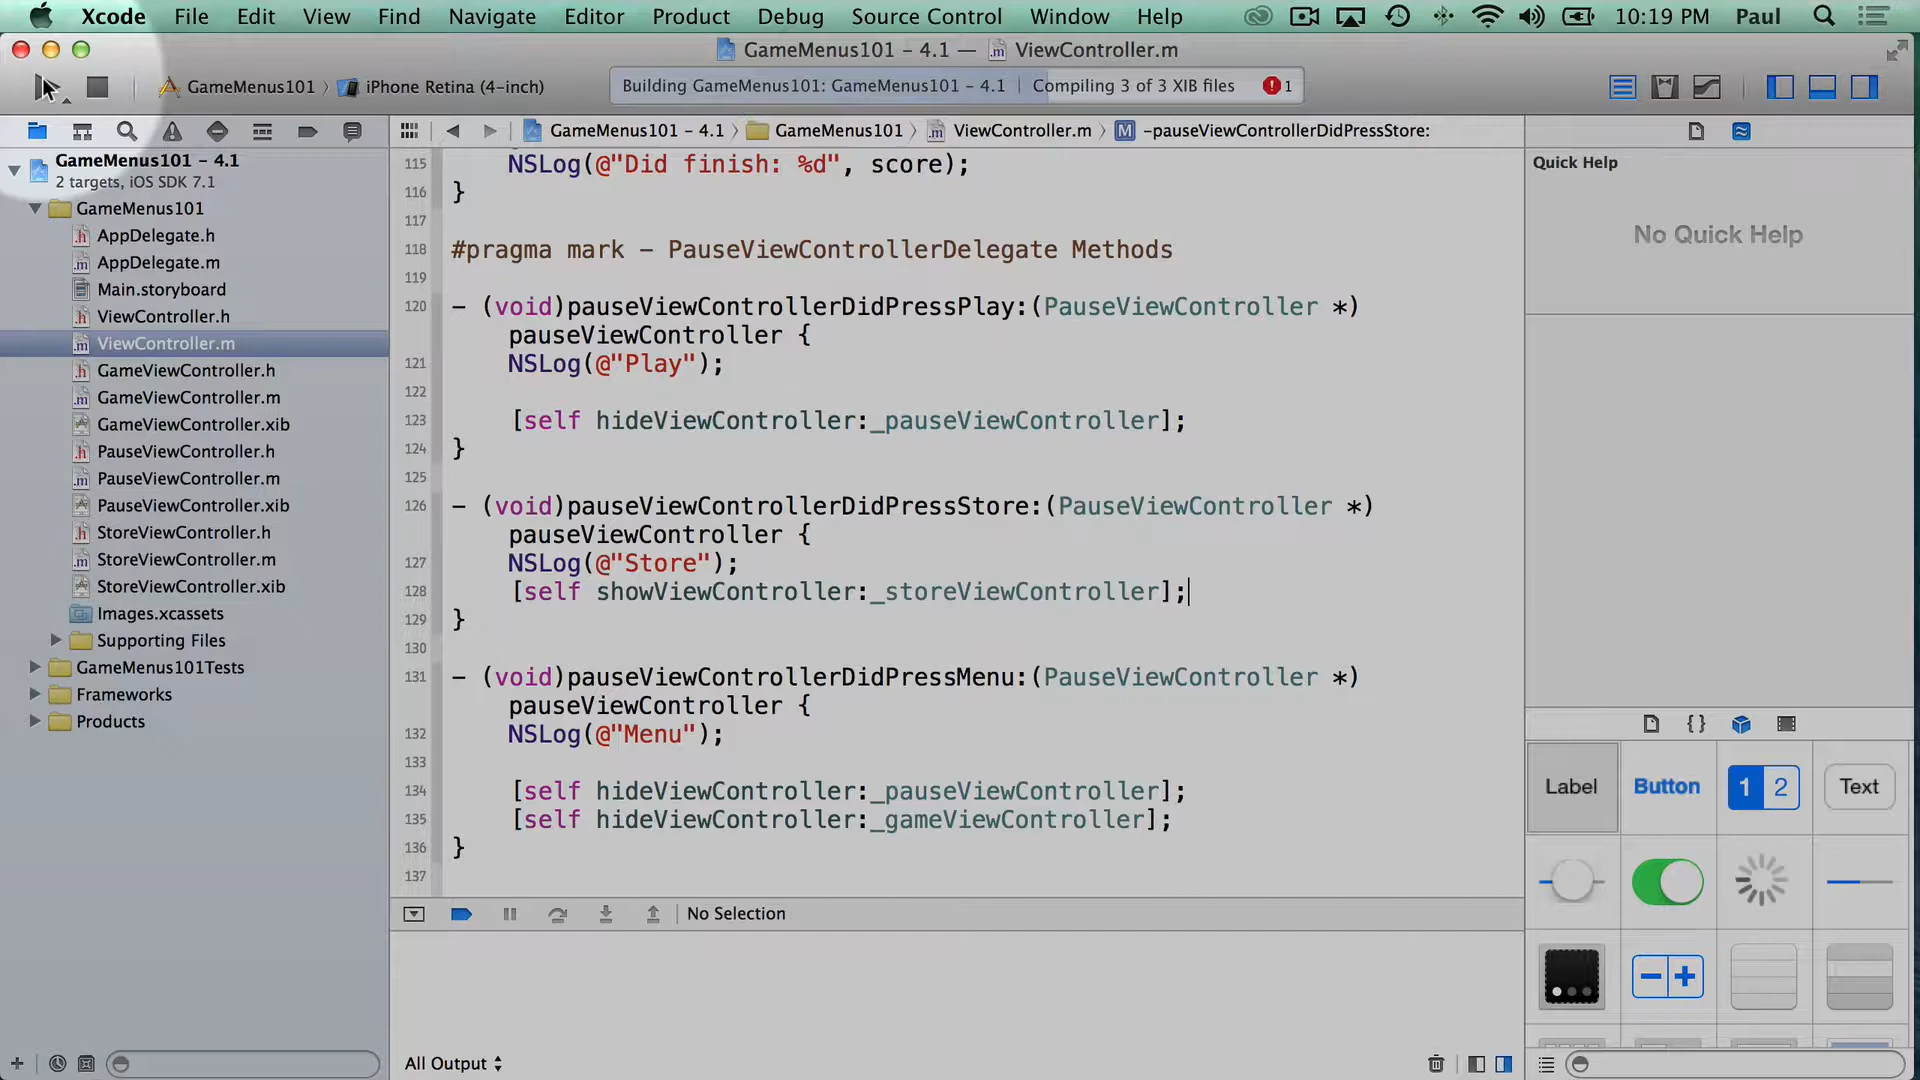 Xcode File Edit View Find Navigate Editor Product Debug Source Control Window Help 10:19 PM Paul
GameMenus101 - 4.1 — ViewController.m
GameMenus101 iPhone Retina (4-inch)
Building GameMenus101: GameMenus101 - 4.1 Compiling 3 of 3 XIB files 1
GameMenus101 - 4.1 GameMenus101 ViewController.m M -pauseViewControllerDidPressStore:
GameMenus101 - 4.1
2 targets, iOS SDK 7.1
GameMenus101
AppDelegate.h
AppDelegate.m
Main.storyboard
ViewController.h
ViewController.m
GameViewController.h
GameViewController.m
GameViewController.xib
PauseViewController.h
PauseViewController.m
PauseViewController.xib
StoreViewController.h
StoreViewController.m
StoreViewController.xib
Images.xcassets
Supporting Files
GameMenus101Tests
Frameworks
Products
115 NSLog(@"Did finish: %d", score);
116 }
117
118 #pragma mark - PauseViewControllerDelegate Methods
119
120 - (void)pauseViewControllerDidPressPlay:(PauseViewController *)
pauseViewController {
121 NSLog(@"Play");
122
123 [self hideViewController:_pauseViewController];
124 }
125
126 - (void)pauseViewControllerDidPressStore:(PauseViewController *)
pauseViewController {
127 NSLog(@"Store");
128 [self showViewController:_storeViewController];
129 }
130
131 - (void)pauseViewControllerDidPressMenu:(PauseViewController *)
pauseViewController {
132 NSLog(@"Menu");
133
134 [self hideViewController:_pauseViewController];
135 [self hideViewController:_gameViewController];
136 }
137
No Selection
All Output
Quick Help
No Quick Help
{ }
Label Button 1 2 Text